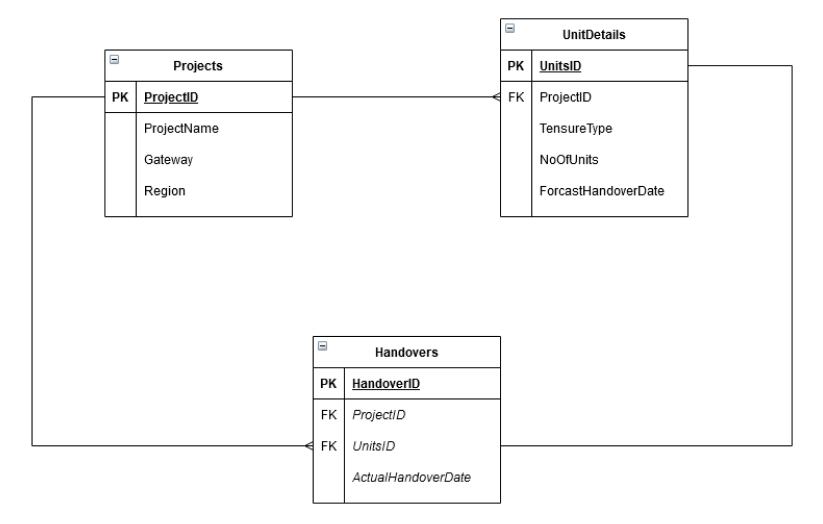 Projects
PK ProjectID
ProjectName
Gateway
Region
UnitDetails
PK UnitsID
FK ProjectID
TensureType
NoOfUnits
ForcastHandoverDate
Handovers
PK HandoverID
FK ProjectID
FK UnitsID
ActualHandoverDate